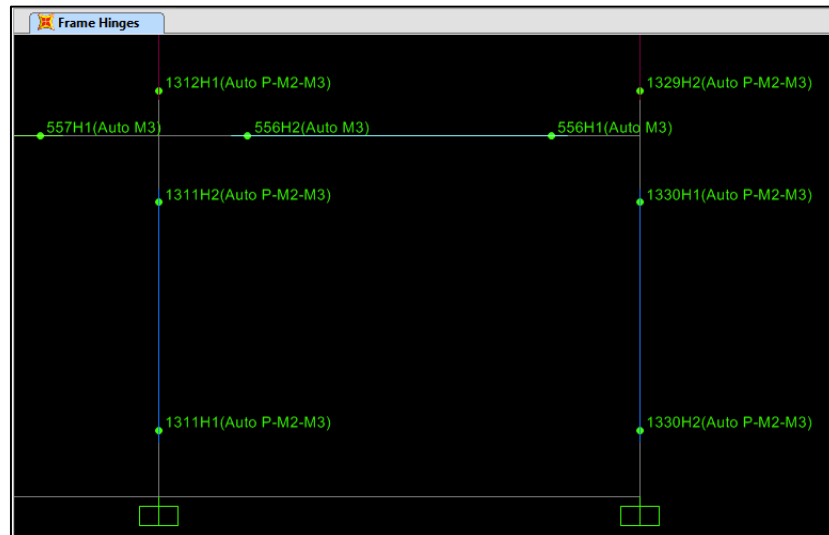 Frame Hinges
1312H1(Auto P-M2-M3)
1329H2(Auto P-M2-M3)
557H1(Auto M3)
556H2(Auto M3)
556H1(Auto M3)
1311H2(Auto P-M2-M3)
1330H1(Auto P-M2-M3)
1311H1(Auto P-M2-M3)
1330H2(Auto P-M2-M3)